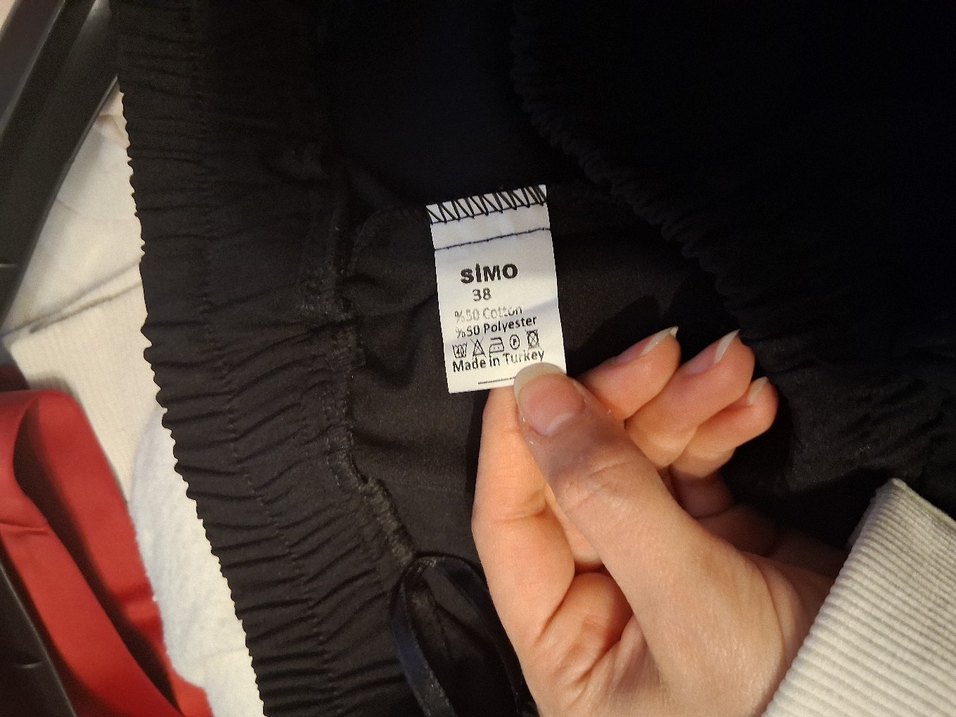 SİMO
38
%50 Cotton
%50 Polyester
Made in Turkey